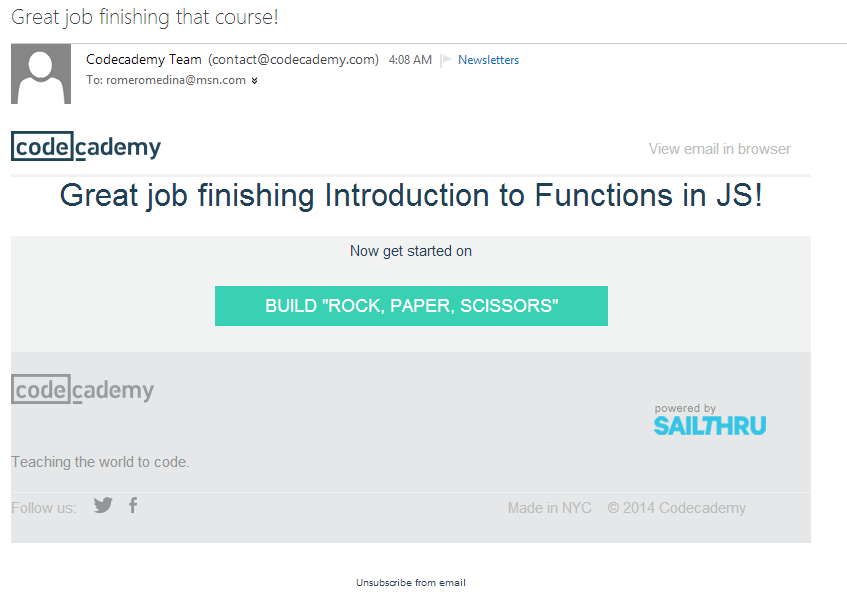 Great job finishing that course!
Codecademy Team (contact@codecademy.com) 4:08 AM Newsletters
To: romeromedina@msn.com
codecademy View email in browser
Great job finishing Introduction to Functions in JS!
Now get started on
BUILD "ROCK, PAPER, SCISSORS"
codecademy
powered by
SAILTHRU
Teaching the world to code.
Follow us: Made in NYC © 2014 Codecademy
Unsubscribe from email